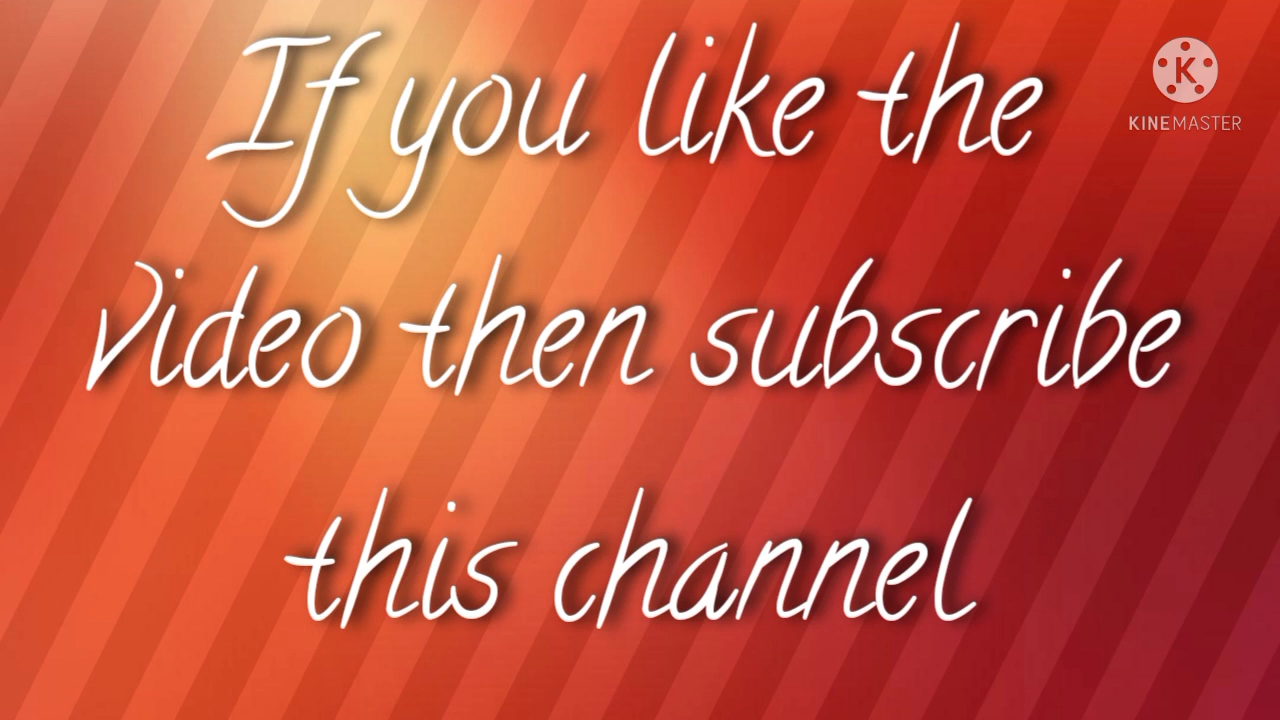 If you like the
K
KINEMASTER
Video then subscribe
this channel